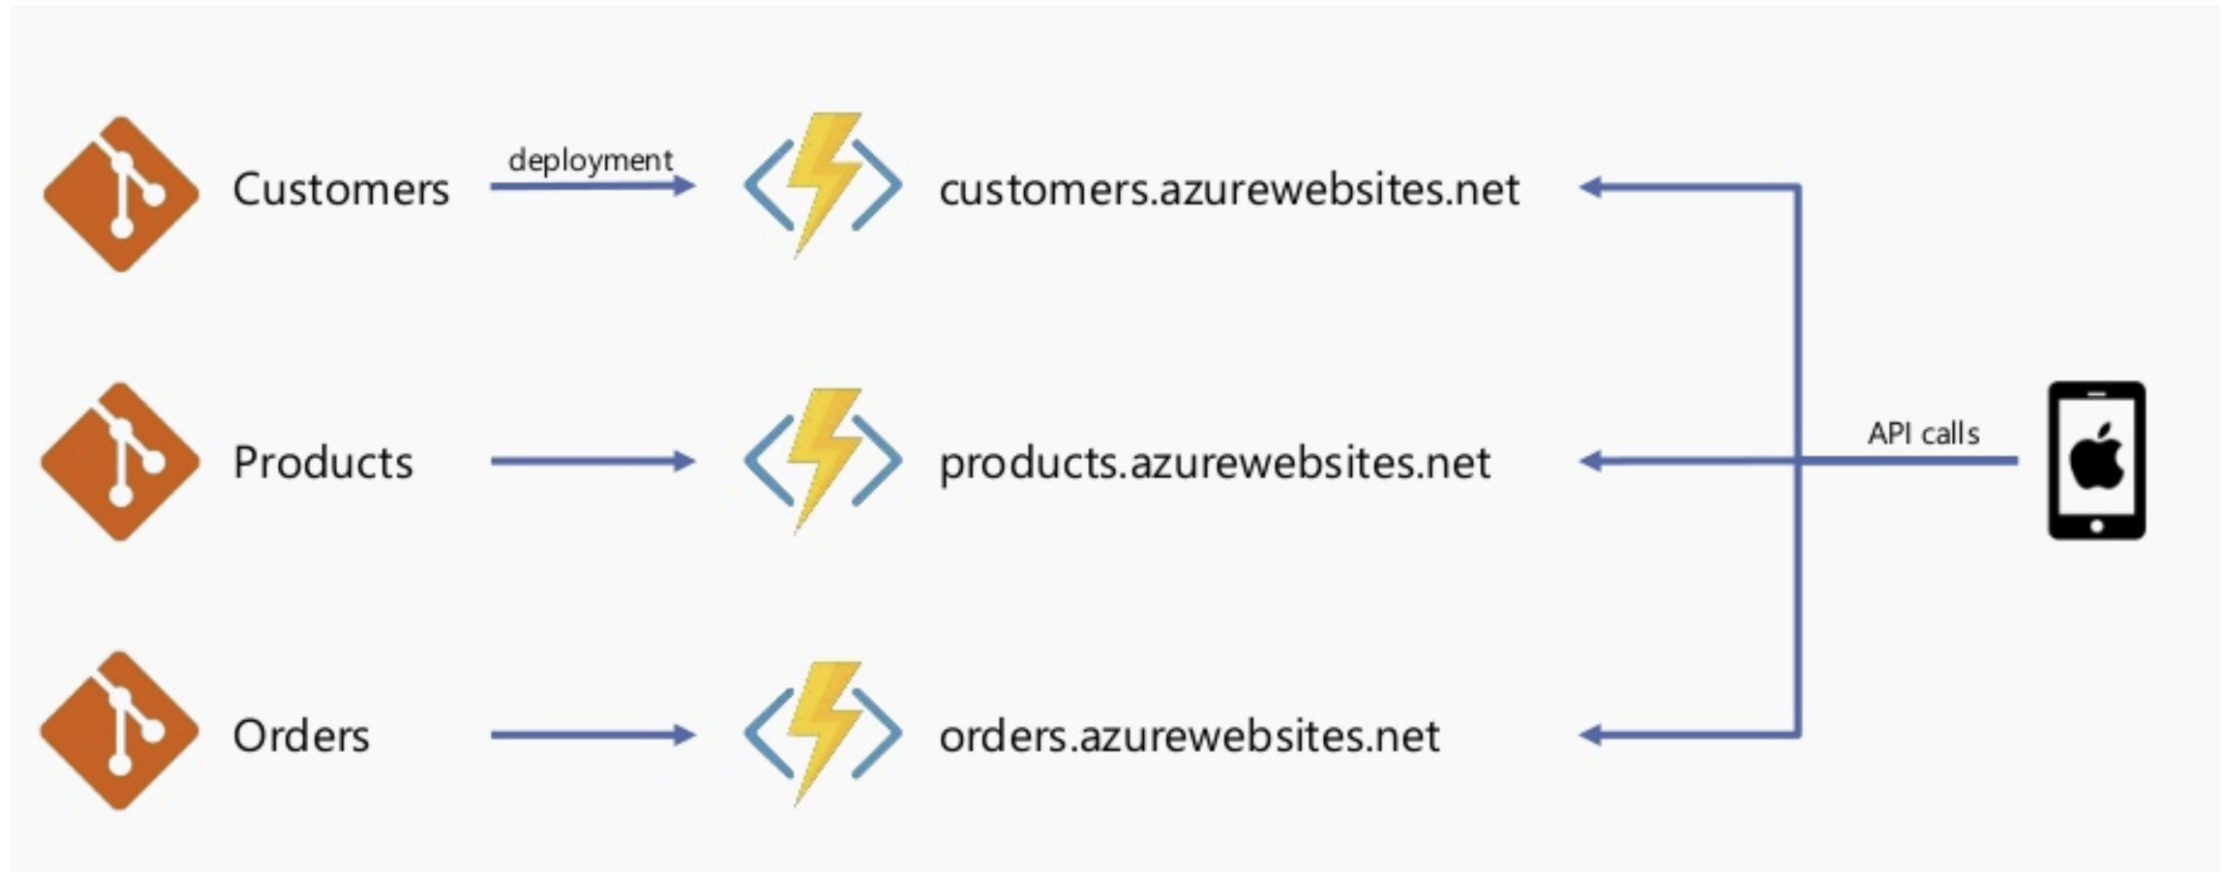 Customers
deployment
customers.azurewebsites.net
Products
products.azurewebsites.net
API calls
Orders
orders.azurewebsites.net